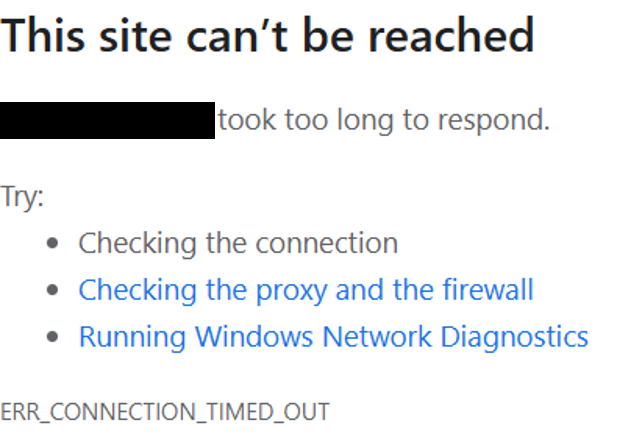 This site can’t be reached
took too long to respond.
Try:
• Checking the connection
• Checking the proxy and the firewall
• Running Windows Network Diagnostics
ERR_CONNECTION_TIMED_OUT